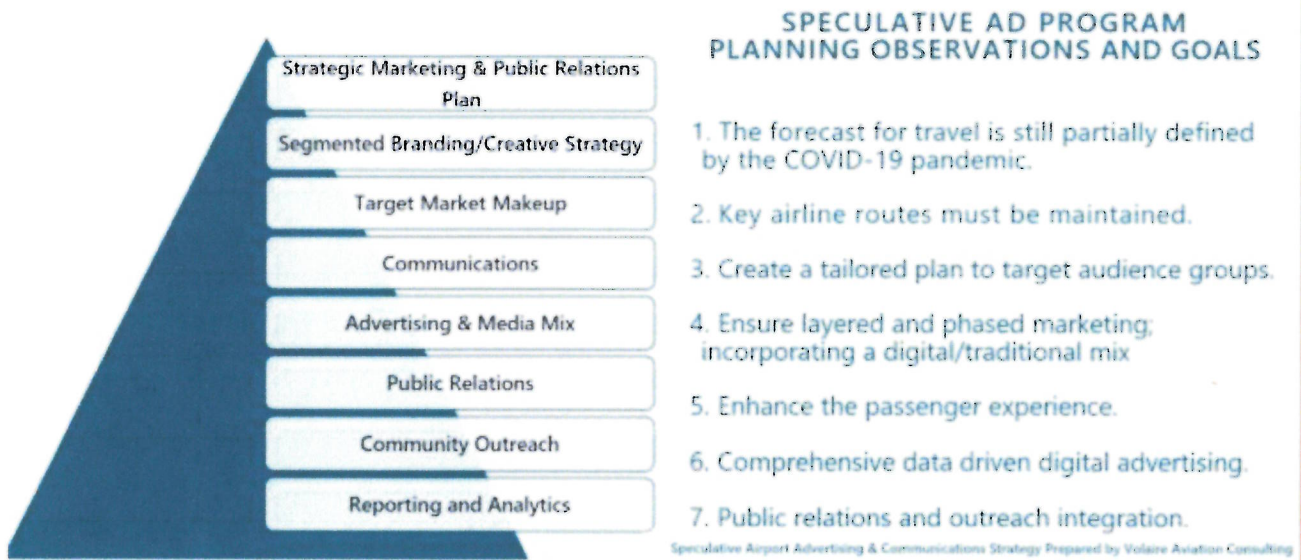 Strategic Marketing & Public Relations
Plan
Segmented Branding/Creative Strategy
Target Market Makeup
Communications
Advertising & Media Mix
Public Relations
Community Outreach
Reporting and Analytics
SPECULATIVE AD PROGRAM
PLANNING OBSERVATIONS AND GOALS
1. The forecast for travel is still partially defined
by the COVID-19 pandemic.
2. Key airline routes must be maintained.
3. Create a tailored plan to target audience groups.
4. Ensure layered and phased marketing;
incorporating a digital/traditional mix
5. Enhance the passenger experience.
6. Comprehensive data driven digital advertising.
7. Public relations and outreach integration.
Speculative Airport Advertising & Communications Strategy Prepared by Volaire Aviation Consulting